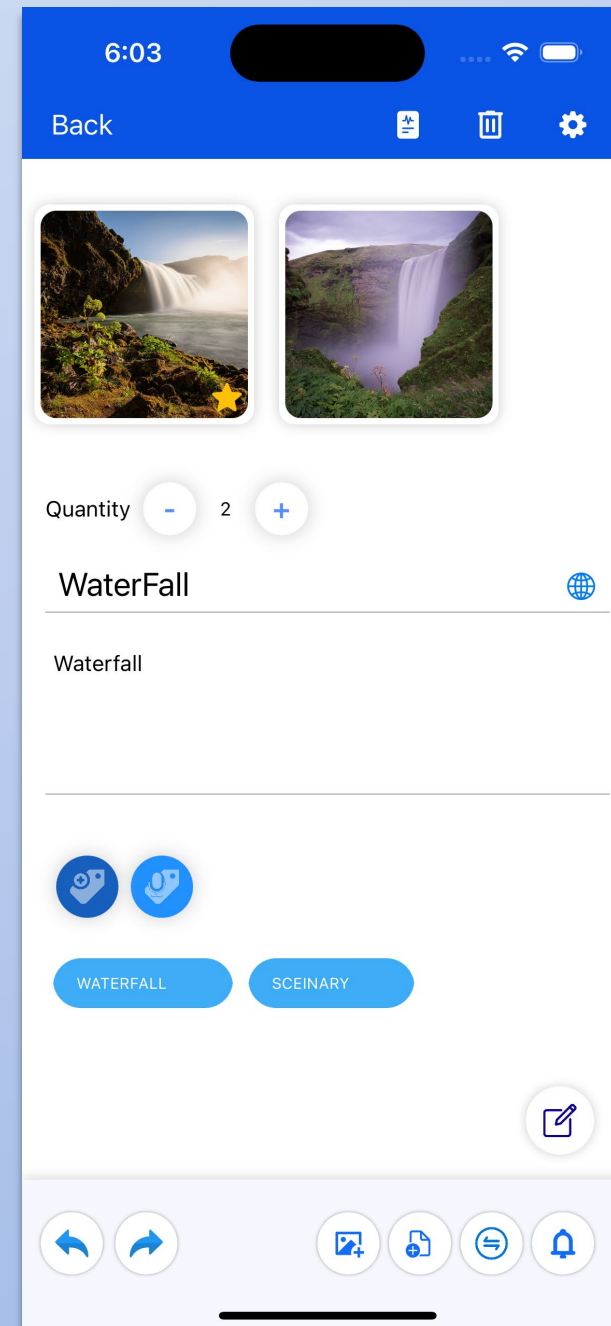 6:03
Back
Quantity - 2 +
WaterFall
Waterfall
WATERFALL SCEINARY